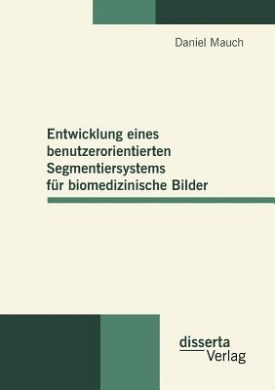 Daniel Mauch
Entwicklung eines
benutzerorientierten
Segmentiersystems
für biomedizinische Bilder
disserta
Verlag